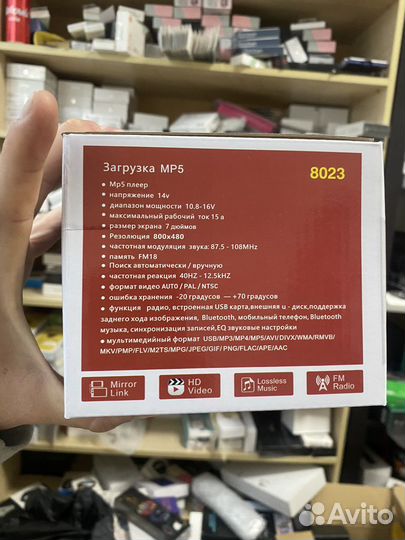 Загрузка MP5
8023
• Mp5 плеер
• напряжение 14v
• диапазон мощности 10.8-16V
• максимальный рабочий ток 15 а
• размер экрана 7 дюймов
• Резолюция 800x480
• частотная модуляция звука: 87.5 - 108MHz
• память FM18
• Поиск автоматически / вручную
• частотная реакция 40HZ - 12.5kHZ
• формат видео AUTO / PAL / NTSC
• ошибка хранения -20 градусов — +70 градусов
• функция радио, встроенная USB карта,внешняя u - диск,поддержка
заднего хода изображения, Bluetooth, мобильный телефон, Bluetooth
музыка, синхронизация записей,EQ звуковые настройки
• мультимедийный формат USB/MP3/MP4/MP5/AVI/DIVX/WMA/RMVB/
MKV/PMP/FLV/M2TS/MPG/JPEG/GIF/PNG/FLAC/APE/AAC
Mirror
Link
HD
Video
Lossless
Music
FM
Radio
Avito